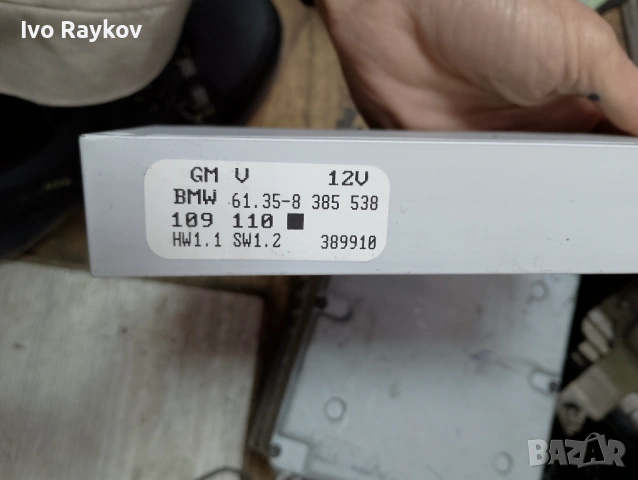 Ivo Raykov
GM V 12V
BMW 61.35-8 385 538
109 110
HW1.1 SW1.2 389910
BAZAR